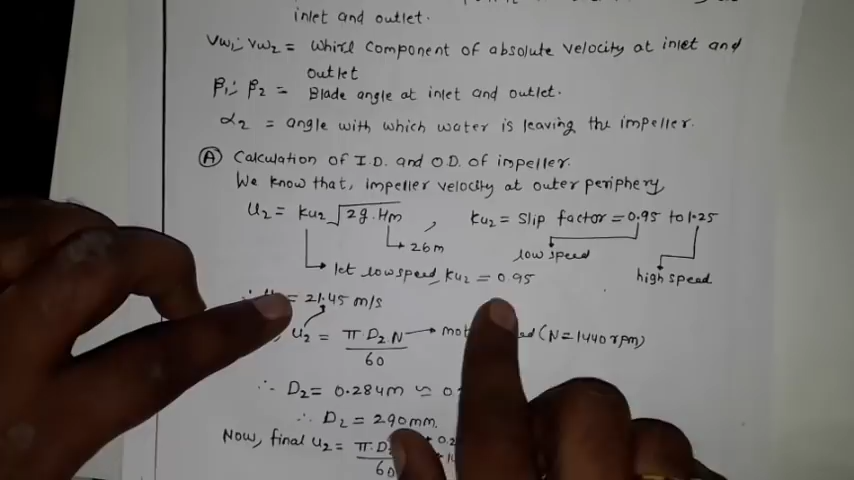 inlet and outlet.
Vw₁; Vw₂ = Whirl component of absolute velocity at inlet and
outlet
β₁; β₂ = Blade angle at inlet and outlet.
α₂ = angle with which water is leaving the impeller.
(A) Calculation of I.D. and O.D. of impeller.
We know that, impeller velocity at outer periphery,
u₂ = Ku₂ √2g.Hm , Ku₂ = Slip factor = 0.95 to 1.25
26m
low speed
high speed
let low speed, Ku₂ = 0.95
= 21.45 m/s
u₂ = π.D₂.N / 60 (N = 1440 rpm)
∴ D₂ = 0.284m ≃
∴ D₂ = 290mm.
Now, final u₂ = π.D / 60